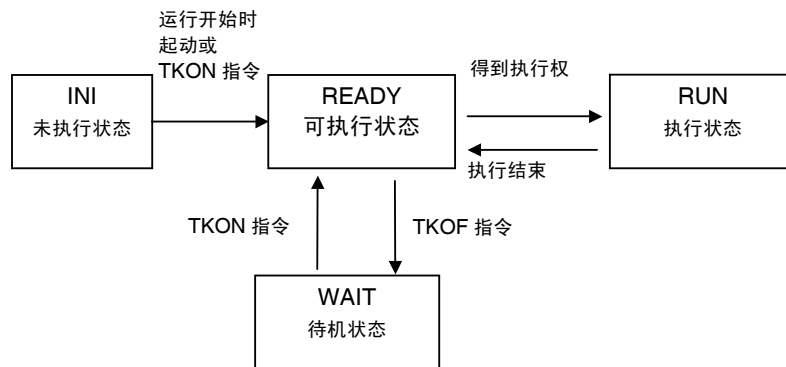 运行开始时
起动或
TKON 指令
INI
未执行状态
READY
可执行状态
得到执行权
RUN
执行状态
执行结束
TKON 指令
TKOF 指令
WAIT
待机状态